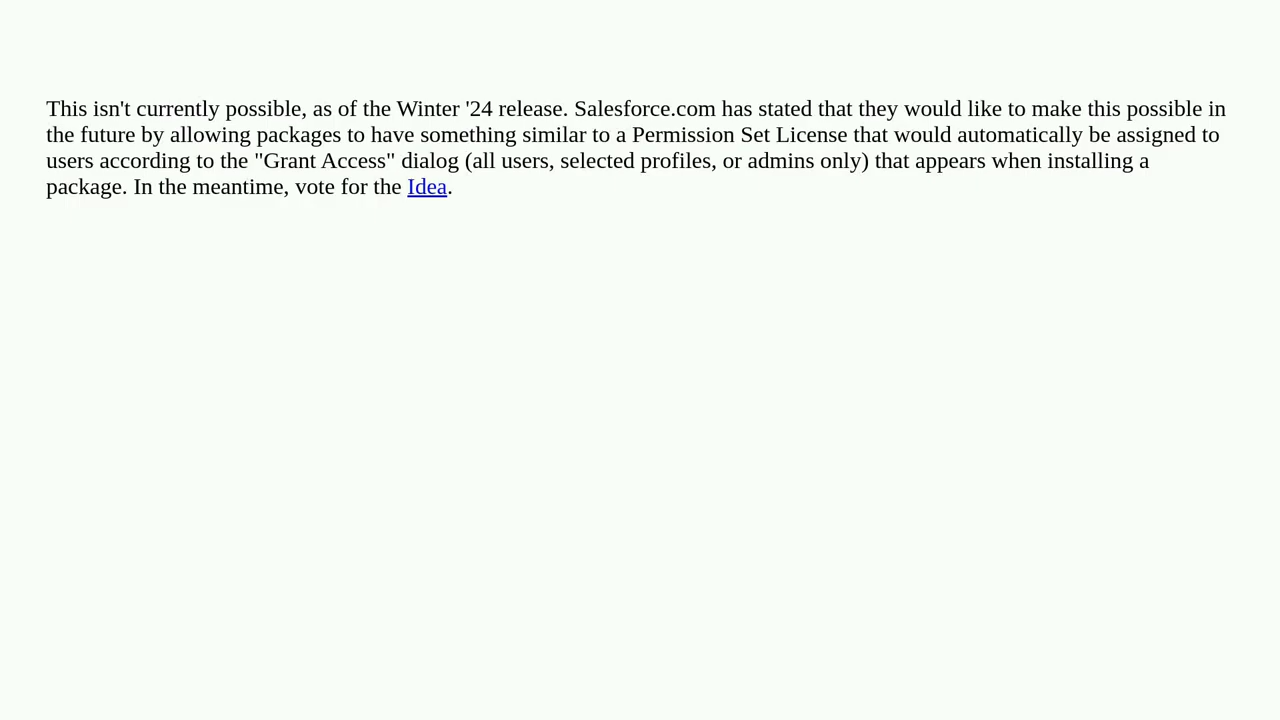 This isn't currently possible, as of the Winter '24 release. Salesforce.com has stated that they would like to make this possible in
the future by allowing packages to have something similar to a Permission Set License that would automatically be assigned to
users according to the "Grant Access" dialog (all users, selected profiles, or admins only) that appears when installing a
package. In the meantime, vote for the Idea.